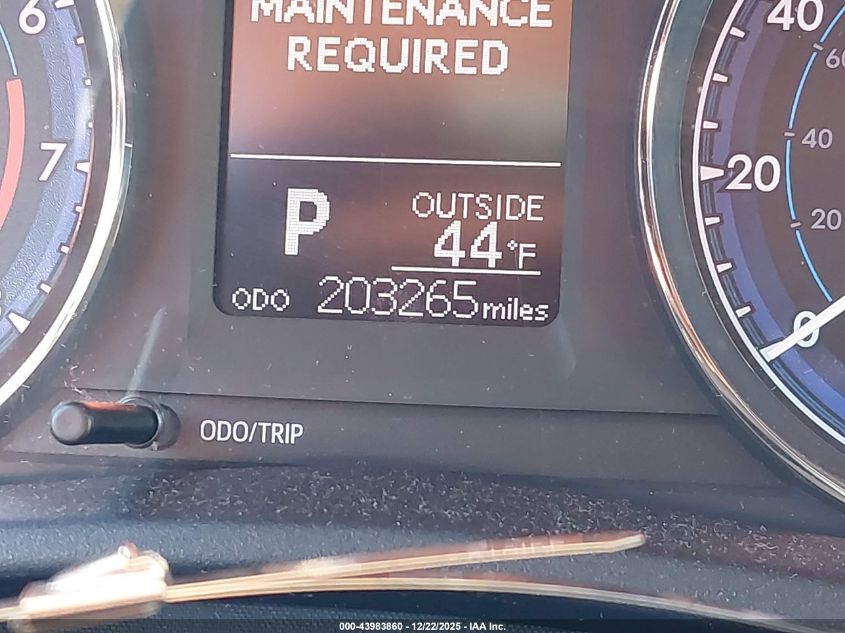 MAINTENANCE
REQUIRED
P
OUTSIDE
44°F
ODO 203265 miles
ODO/TRIP
6
7
8
40
20
0
60
40
20
000-43983860 - 12/22/2025 - IAA Inc.